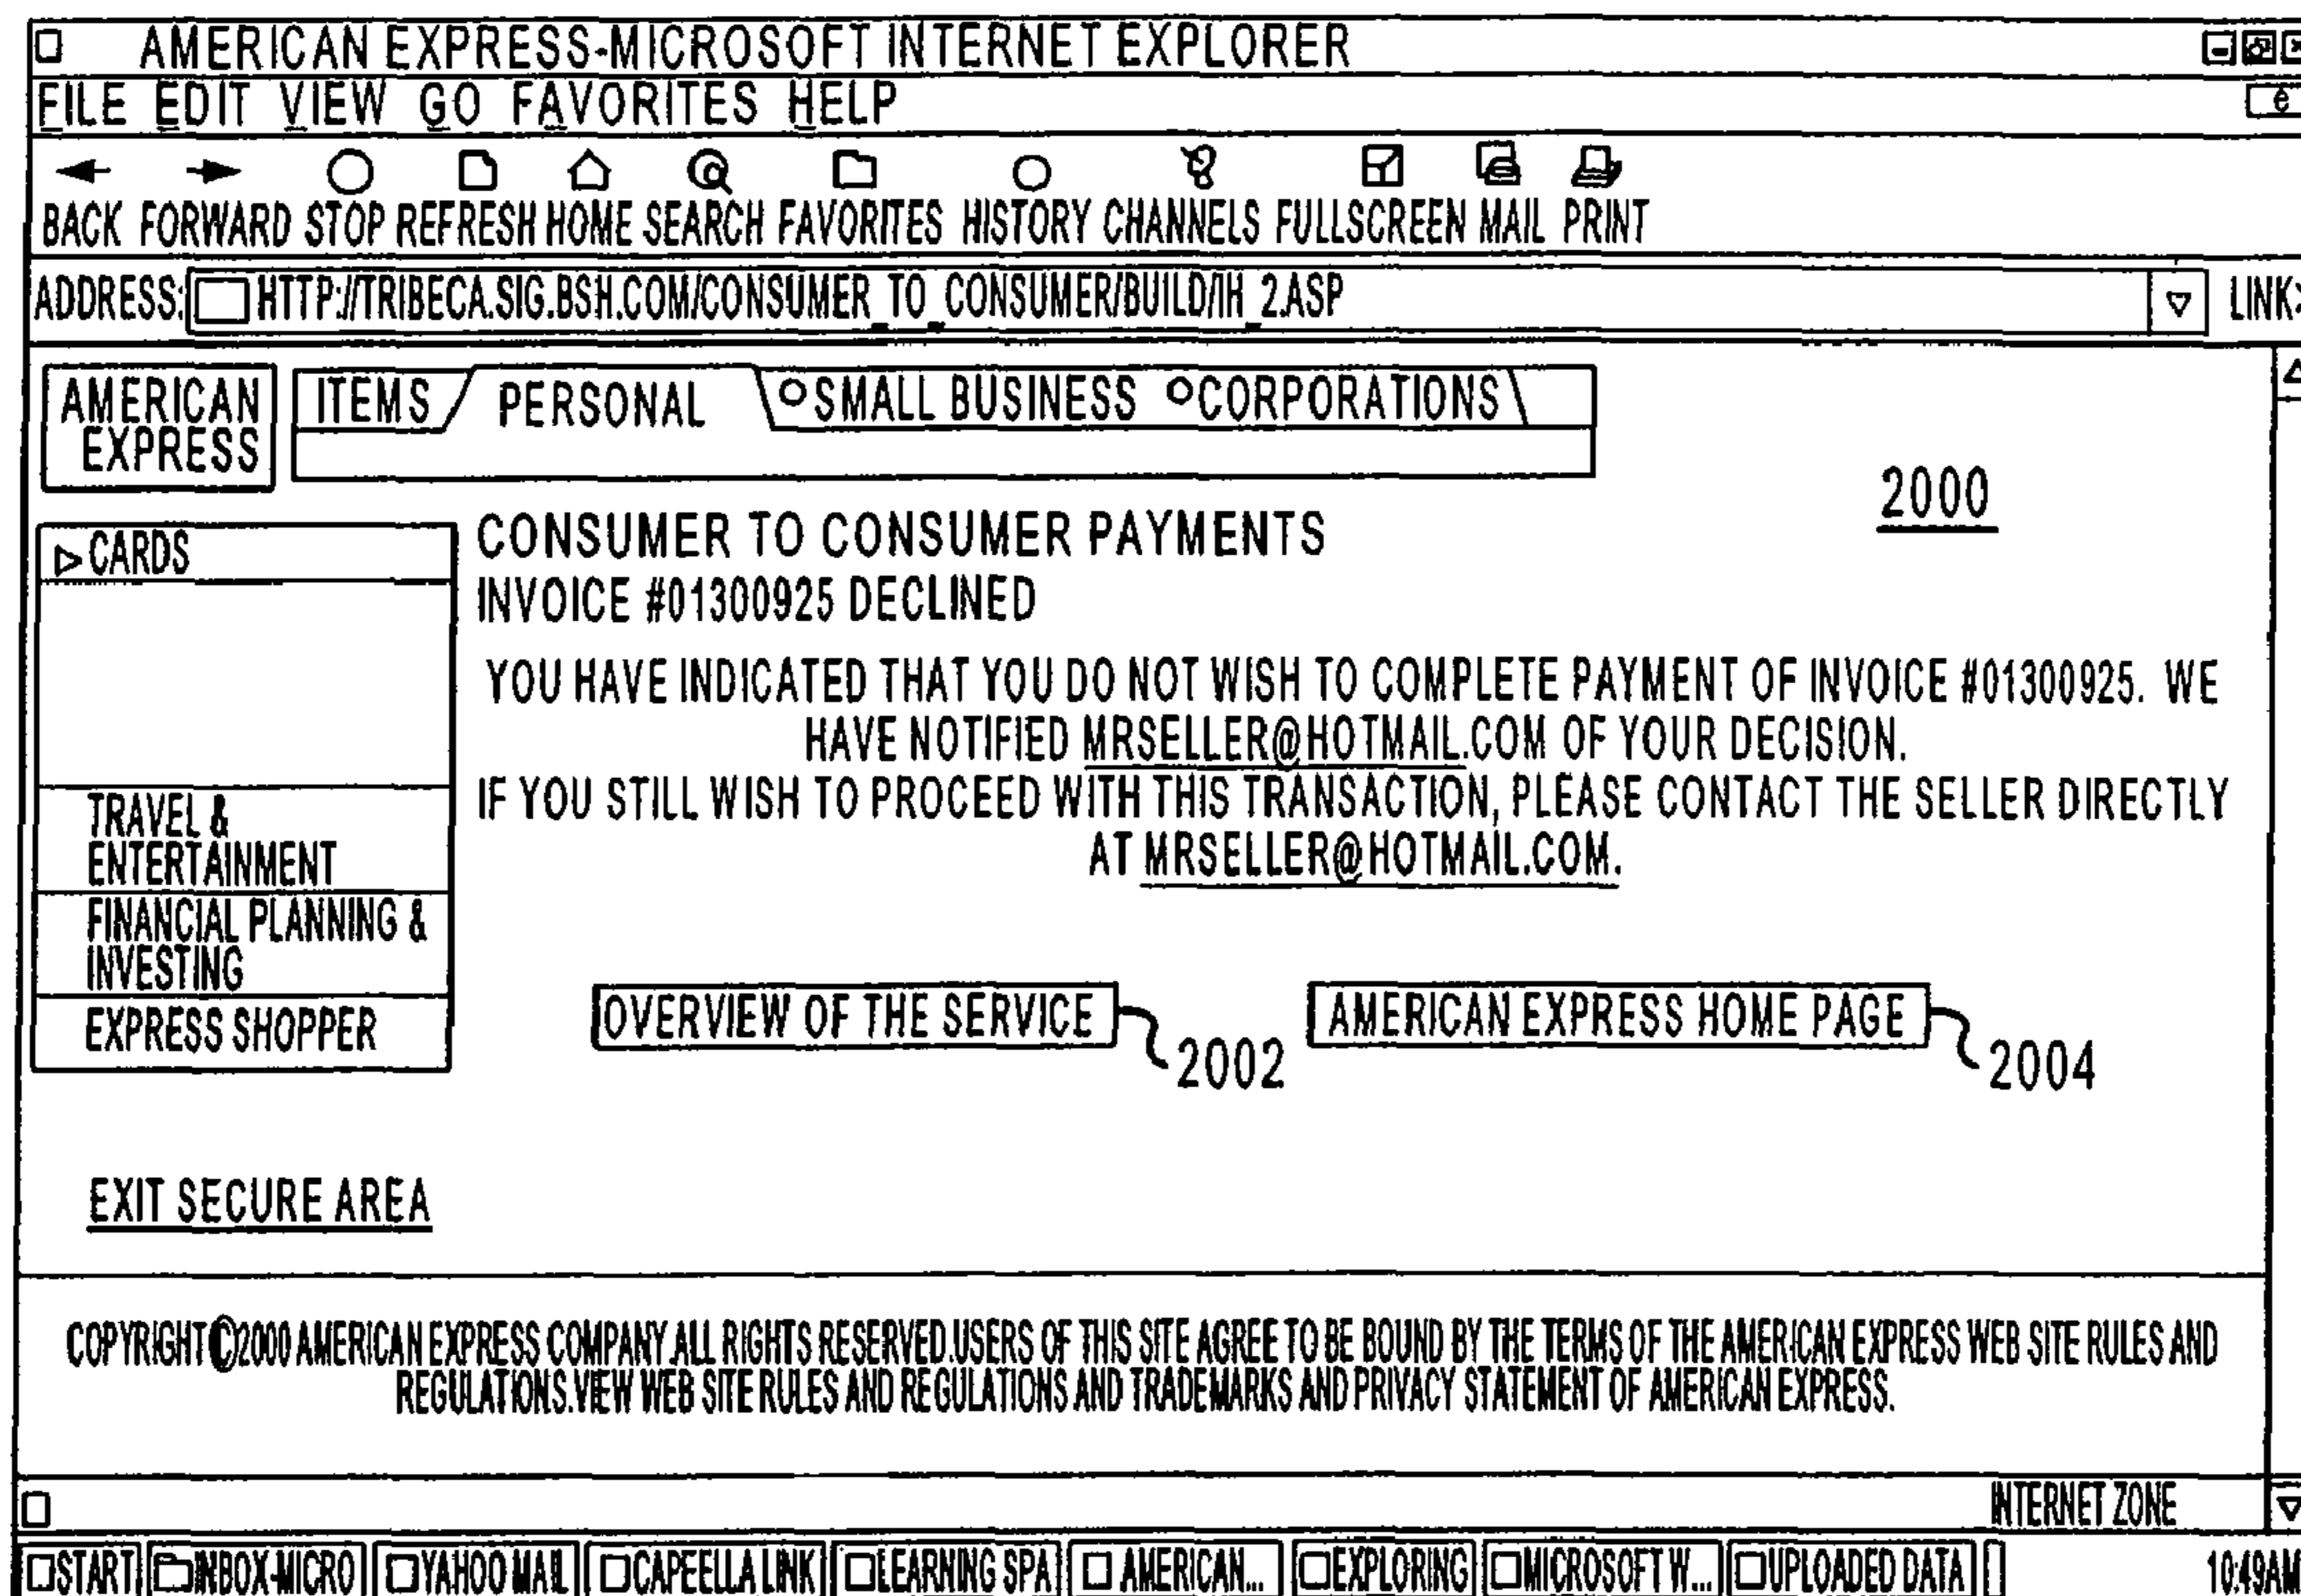 AMERICAN EXPRESS-MICROSOFT INTERNET EXPLORER
FILE EDIT VIEW GO FAVORITES HELP
BACK FORWARD STOP REFRESH HOME SEARCH FAVORITES HISTORY CHANNELS FULLSCREEN MAIL PRINT
ADDRESS: HTTP://TRIBECA.SIG.BSH.COM/CONSUMER_TO_CONSUMER/BUILD/IH_2.ASP LINK>
AMERICAN
EXPRESS
ITEMS PERSONAL SMALL BUSINESS CORPORATIONS
2000
CARDS
TRAVEL &
ENTERTAINMENT
FINANCIAL PLANNING &
INVESTING
EXPRESS SHOPPER
EXIT SECURE AREA
CONSUMER TO CONSUMER PAYMENTS
INVOICE #01300925 DECLINED
YOU HAVE INDICATED THAT YOU DO NOT WISH TO COMPLETE PAYMENT OF INVOICE #01300925. WE
HAVE NOTIFIED MRSELLER@HOTMAIL.COM OF YOUR DECISION.
IF YOU STILL WISH TO PROCEED WITH THIS TRANSACTION, PLEASE CONTACT THE SELLER DIRECTLY
AT MRSELLER@HOTMAIL.COM.
OVERVIEW OF THE SERVICE 2002 AMERICAN EXPRESS HOME PAGE 2004
COPYRIGHT ©2000 AMERICAN EXPRESS COMPANY.ALL RIGHTS RESERVED.USERS OF THIS SITE AGREE TO BE BOUND BY THE TERMS OF THE AMERICAN EXPRESS WEB SITE RULES AND
REGULATIONS.VIEW WEB SITE RULES AND REGULATIONS AND TRADEMARKS AND PRIVACY STATEMENT OF AMERICAN EXPRESS.
INTERNET ZONE
START INBOX-MICRO YAHOO MAIL CAPEELLA LINK LEARNING SPA AMERICAN... EXPLORING MICROSOFT W... UPLOADED DATA 10:49AM